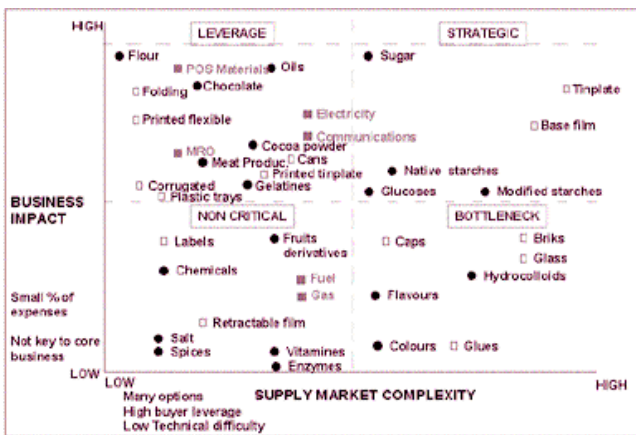 HIGH
LEVERAGE
STRATEGIC
Flour
Sugar
POS Materials
Oils
Folding
Chocolate
Tinplate
Printed flexible
Electricity
Communications
Base film
MRO
Cocoa powder
Meat Produc.
Cans
Printed tinplate
Native starches
Corrugated
Gelatines
Glucoses
Modified starches
Plastic trays
BUSINESS
IMPACT
NON CRITICAL
BOTTLENECK
Labels
Fruits
derivatives
Caps
Briks
Glass
Chemicals
Hydrocolloids
Fuel
Gas
Flavours
Small % of
expenses
Retractable film
Not key to core
business
Salt
Spices
Vitamines
Enzymes
Colours
Glues
LOW
LOW
SUPPLY MARKET COMPLEXITY
HIGH
Many options
High buyer leverage
Low Technical difficulty